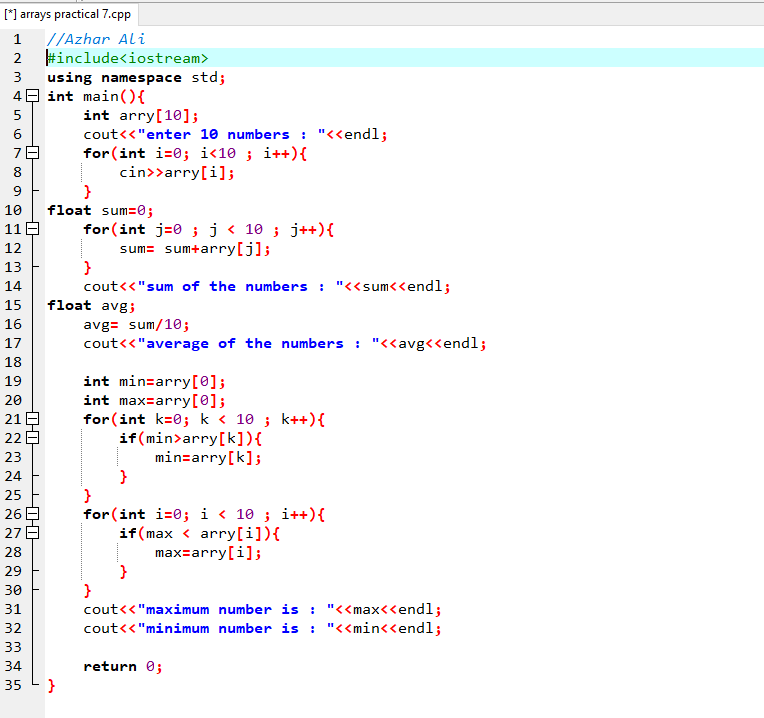 [*] arrays practical 7.cpp
1 //Azhar Ali
2 #include<iostream>
3 using namespace std;
4 int main(){
5 int arry[10];
6 cout<<"enter 10 numbers : "<<endl;
7 for(int i=0; i<10 ; i++){
8 cin>>arry[i];
9 }
10 float sum=0;
11 for(int j=0 ; j < 10 ; j++){
12 sum= sum+arry[j];
13 }
14 cout<<"sum of the numbers : "<<sum<<endl;
15 float avg;
16 avg= sum/10;
17 cout<<"average of the numbers : "<<avg<<endl;
18
19 int min=arry[0];
20 int max=arry[0];
21 for(int k=0; k < 10 ; k++){
22 if(min>arry[k]){
23 min=arry[k];
24 }
25 }
26 for(int i=0; i < 10 ; i++){
27 if(max < arry[i]){
28 max=arry[i];
29 }
30 }
31 cout<<"maximum number is : "<<max<<endl;
32 cout<<"minimum number is : "<<min<<endl;
33
34 return 0;
35 }